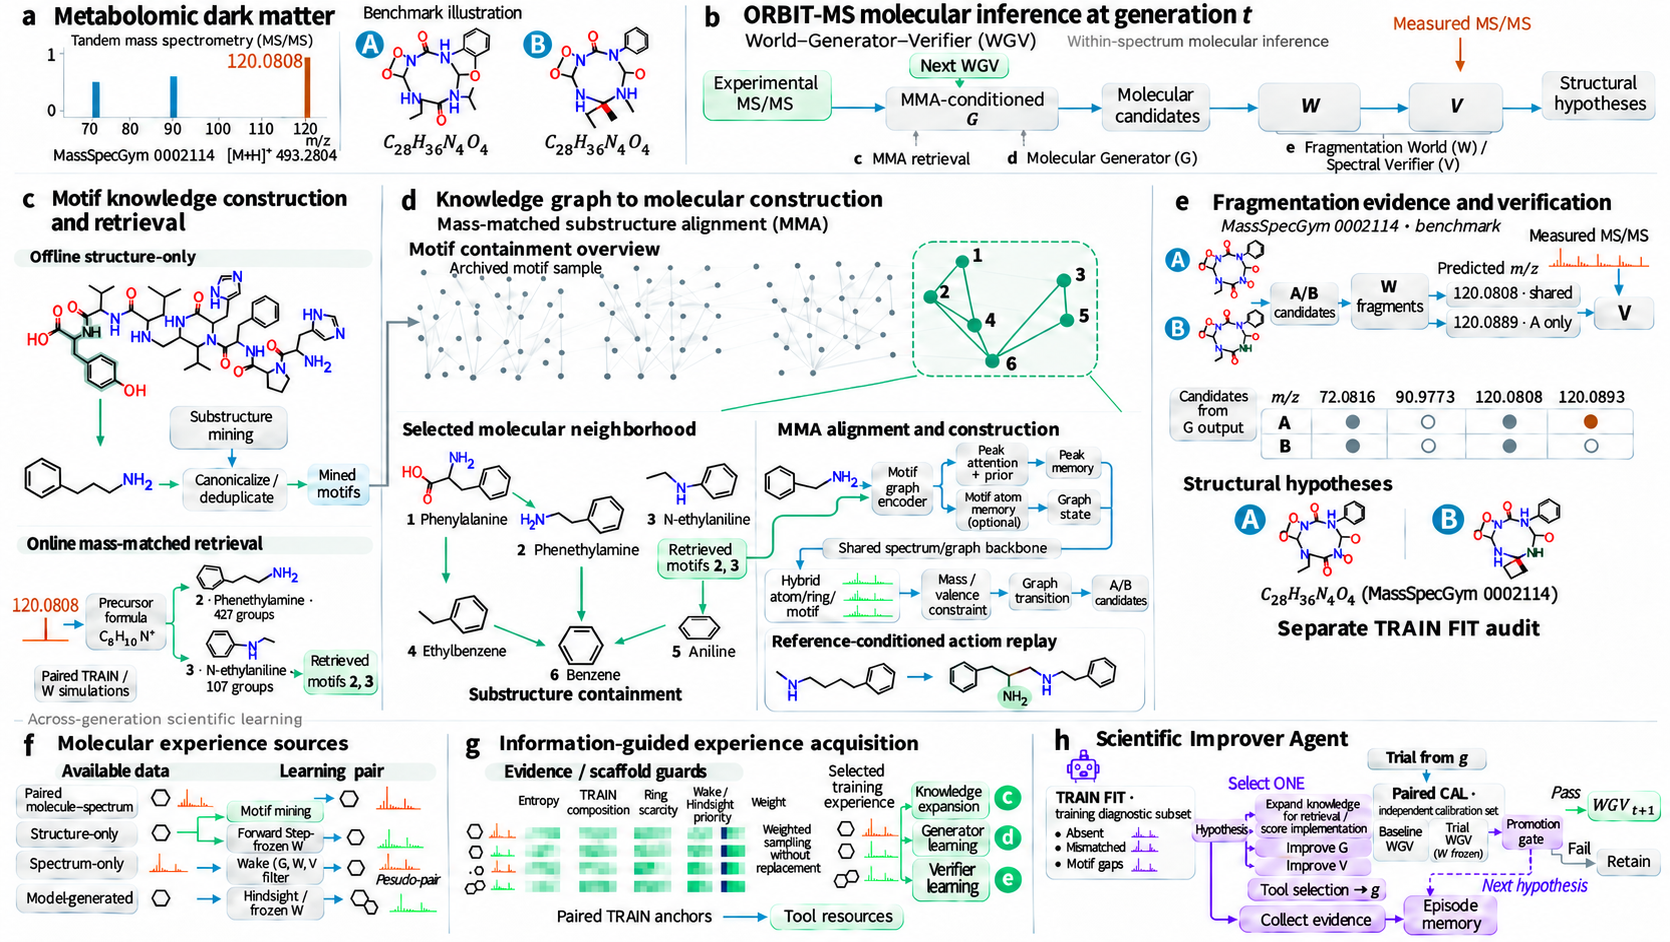 a Metabolomic dark matter
Tandem mass spectrometry (MS/MS)
120.0808
1
0
70 80 90 100 110 120
m/z
MassSpecGym 0002114 [M+H]⁺ 493.2804
Benchmark illustration
A
B
C₂₈H₃₆N₄O₄
C₂₈H₃₆N₄O₄
b ORBIT-MS molecular inference at generation t
World–Generator–Verifier (WGV)
Within-spectrum molecular inference
Measured MS/MS
Next WGV
Experimental
MS/MS
MMA-conditioned
G
Molecular
candidates
W
V
Structural
hypotheses
c MMA retrieval
d Molecular Generator (G)
e Fragmentation World (W) /
Spectral Verifier (V)
c Motif knowledge construction
and retrieval
Offline structure-only
Substructure
mining
Canonicalize /
deduplicate
Mined
motifs
Online mass-matched retrieval
120.0808
Precursor
formula
C₈H₁₀N⁺
2 · Phenethylamine ·
427 groups
3 · N-ethylaniline ·
107 groups
Retrieved
motifs 2, 3
Paired TRAIN /
W simulations
d Knowledge graph to molecular construction
Mass-matched substructure alignment (MMA)
Motif containment overview
Archived motif sample
1
2
3
4
5
6
Selected molecular neighborhood
1 Phenylalanine
2 Phenethylamine
3 N-ethylaniline
Retrieved
motifs 2, 3
4 Ethylbenzene
5 Aniline
6 Benzene
Substructure containment
MMA alignment and construction
Motif
graph
encoder
Peak
attention
+ prior
Peak
memory
Motif atom
memory
(optional)
Graph
state
Shared spectrum/graph backbone
Hybrid
atom/ring/
motif
Mass /
valence
constraint
Graph
transition
A/B
candidates
Reference-conditioned actiom replay
e Fragmentation evidence and verification
MassSpecGym 0002114 • benchmark
Measured MS/MS
A
B
A/B
candidates
W
fragments
Predicted m/z
120.0808 · shared
120.0889 · A only
V
Candidates
from
G output
m/z 72.0816 90.9773 120.0808 120.0893
A
B
Structural hypotheses
A
B
C₂₈H₃₆N₄O₄ (MassSpecGym 0002114)
Separate TRAIN FIT audit
Across-generation scientific learning
f Molecular experience sources
Available data
Learning pair
Paired
molecule–spectrum
Structure-only
Spectrum-only
Model-generated
Motif mining
Forward Step-
frozen W
Wake (G, W, V
filter
Pesudo-pair
Hindsight /
frozen W
g Information-guided experience acquisition
Evidence / scaffold guards
Entropy
TRAIN
composition
Ring
scarcity
Wake /
Hindsight
priority
Weight
Weighted
sampling
without
replacement
Selected
training
experience
Knowledge
expansion
c
Generator
learning
d
Verifier
learning
e
Paired TRAIN anchors
Tool resources
h Scientific Improver Agent
TRAIN FIT ·
training diagnostic subset
• Absent
• Mismatched
• Motif gaps
Select ONE
Hypothesis
Expand knowledge
for retrieval /
score implementation
Improve G
Improve V
Tool selection → g
Collect evidence
Trial from g
Paired CAL ·
independent calibration set
Baseline
WGV
Trial
WGV
(W frozen)
Promotion
gate
Pass
WGV t+1
Fail
Retain
Next hypothesis
Episode
memory